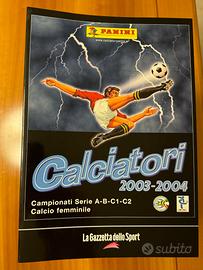 PANINI
Calciatori
2003-2004
Campionati Serie A-B-C1-C2
Calcio femminile
La Gazzetta dello Sport
subito